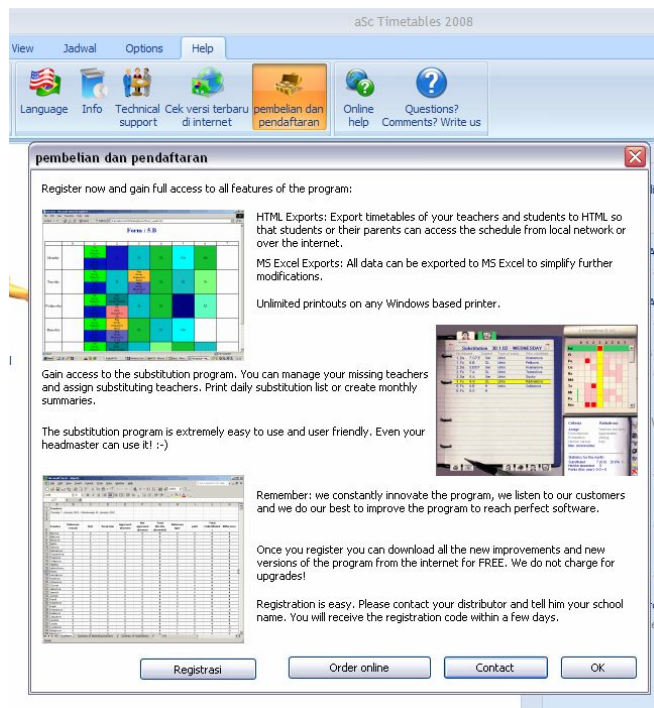 aSc Timetables 2008
View Jadwal Options Help
Language Info Technical support Cek versi terbaru di internet pembelian dan pendaftaran Online help Questions? Comments? Write us
pembelian dan pendaftaran
Register now and gain full access to all features of the program:
Form : 5.B
HTML Exports: Export timetables of your teachers and students to HTML so
that students or their parents can access the schedule from local network or
over the internet.
MS Excel Exports: All data can be exported to MS Excel to simplify further
modifications.
Unlimited printouts on any Windows based printer.
Gain access to the substitution program. You can manage your missing teachers
and assign substituting teachers. Print daily substitution list or create monthly
summaries.
The substitution program is extremely easy to use and user friendly. Even your
headmaster can use it! :-)
Remember: we constantly innovate the program, we listen to our customers
and we do our best to improve the program to reach perfect software.
Once you register you can download all the new improvements and new
versions of the program from the internet for FREE. We do not charge for
upgrades!
Registration is easy. Please contact your distributor and tell him your school
name. You will receive the registration code within a few days.
Registrasi Order online Contact OK